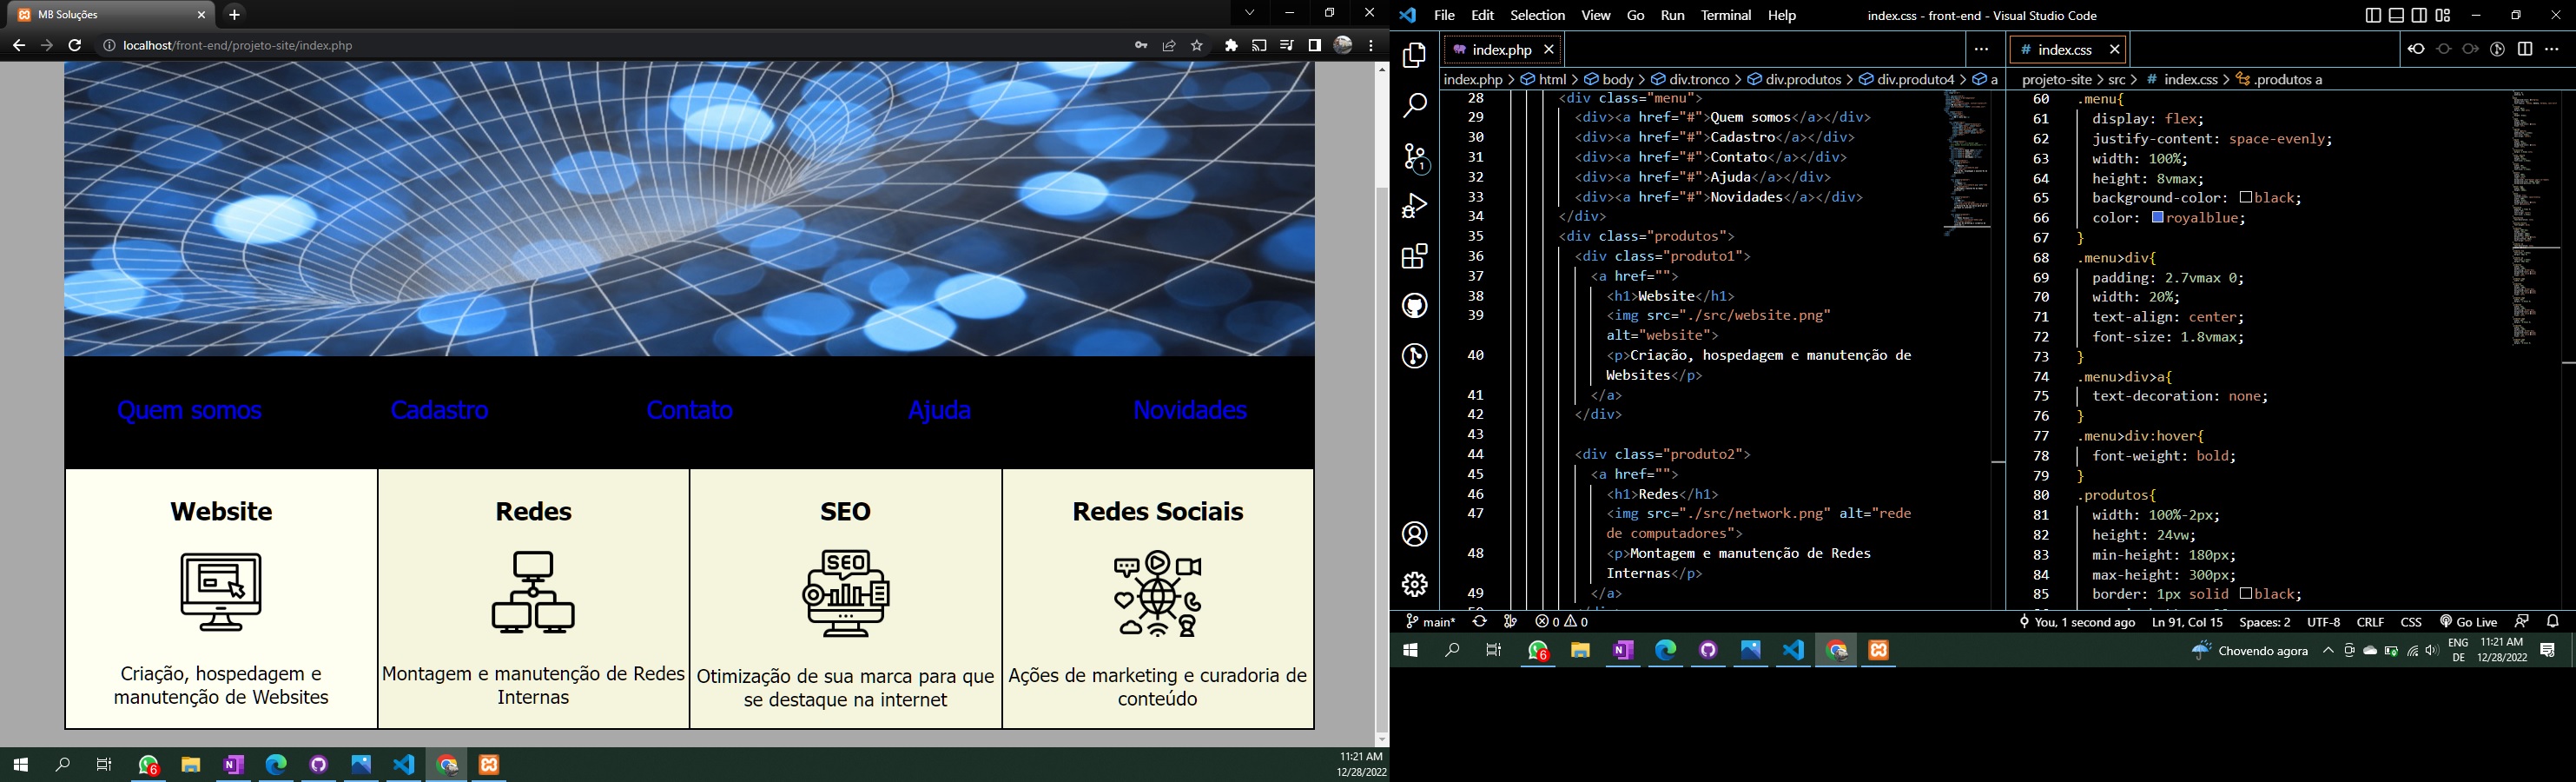 MB Soluções
localhost/front-end/projeto-site/index.php
Quem somos
Cadastro
Contato
Ajuda
Novidades
Website
Criação, hospedagem e
manutenção de Websites
Redes
Montagem e manutenção de Redes
Internas
SEO
SEO
Otimização de sua marca para que
se destaque na internet
Redes Sociais
Ações de marketing e curadoria de
conteúdo
6
11:21 AM
12/28/2022
File Edit Selection View Go Run Terminal Help
index.css - front-end - Visual Studio Code
index.php
index.php > html > body > div.tronco > div.produtos > div.produto4 > a
28 <div class="menu">
29 <div><a href="#">Quem somos</a></div>
30 <div><a href="#">Cadastro</a></div>
31 <div><a href="#">Contato</a></div>
32 <div><a href="#">Ajuda</a></div>
33 <div><a href="#">Novidades</a></div>
34 </div>
35 <div class="produtos">
36 <div class="produto1">
37 <a href="">
38 <h1>Website</h1>
39 <img src="./src/website.png"
alt="website">
40 <p>Criação, hospedagem e manutenção de
Websites</p>
41 </a>
42 </div>
43
44 <div class="produto2">
45 <a href="">
46 <h1>Redes</h1>
47 <img src="./src/network.png" alt="rede
de computadores">
48 <p>Montagem e manutenção de Redes
Internas</p>
49 </a>
# index.css
projeto-site > src > # index.css > .produtos a
60 .menu{
61 display: flex;
62 justify-content: space-evenly;
63 width: 100%;
64 height: 8vmax;
65 background-color: black;
66 color: royalblue;
67 }
68 .menu>div{
69 padding: 2.7vmax 0;
70 width: 20%;
71 text-align: center;
72 font-size: 1.8vmax;
73 }
74 .menu>div>a{
75 text-decoration: none;
76 }
77 .menu>div:hover{
78 font-weight: bold;
79 }
80 .produtos{
81 width: 100%-2px;
82 height: 24vw;
83 min-height: 180px;
84 max-height: 300px;
85 border: 1px solid black;
1
main* 0 0
You, 1 second ago Ln 91, Col 15 Spaces: 2 UTF-8 CRLF CSS Go Live
6
Chovendo agora
ENG
DE
11:21 AM
12/28/2022